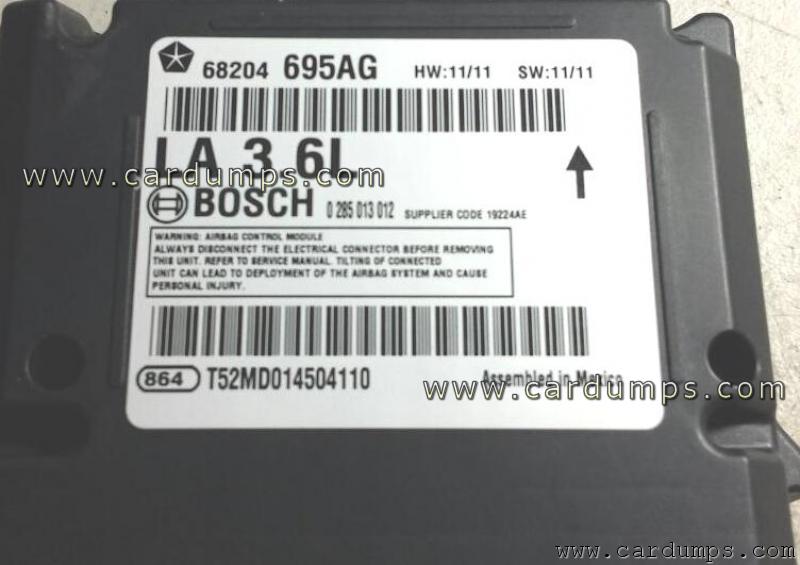 68204 695AG HW:11/11 SW:11/11
LA 3.6L
www.cardumps.com
BOSCH 0 285 013 012 SUPPLIER CODE 19224AE
WARNING: AIRBAG CONTROL MODULE
ALWAYS DISCONNECT THE ELECTRICAL CONNECTOR BEFORE REMOVING
THIS UNIT. REFER TO SERVICE MANUAL. TILTING OF CONNECTED
UNIT CAN LEAD TO DEPLOYMENT OF THE AIRBAG SYSTEM AND CAUSE
PERSONAL INJURY.
864 T52MD014504110 Assembled in Mexico
www.cardumps.com
www.cardumps.com